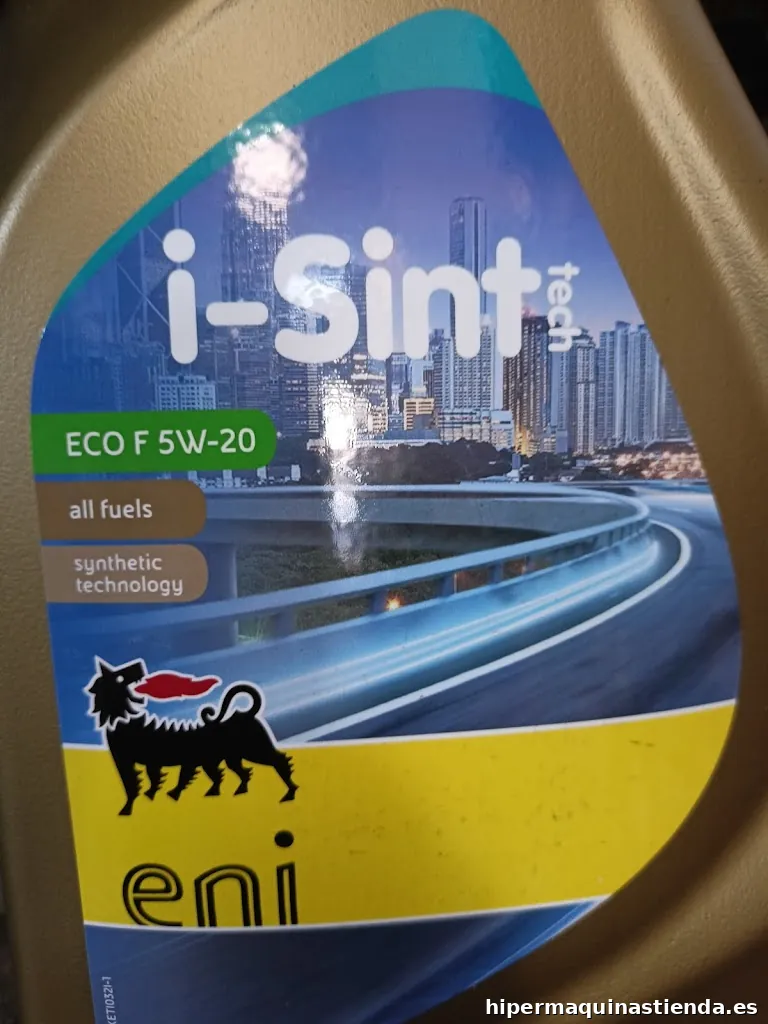 i-Sint
tech
ECO F 5W-20
all fuels
synthetic
technology
eni
hipermaquinastienda.es